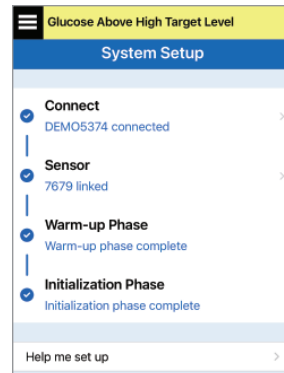 Glucose Above High Target Level
System Setup
Connect
DEMO5374 connected
Sensor
7679 linked
Warm-up Phase
Warm-up phase complete
Initialization Phase
Initialization phase complete
Help me set up